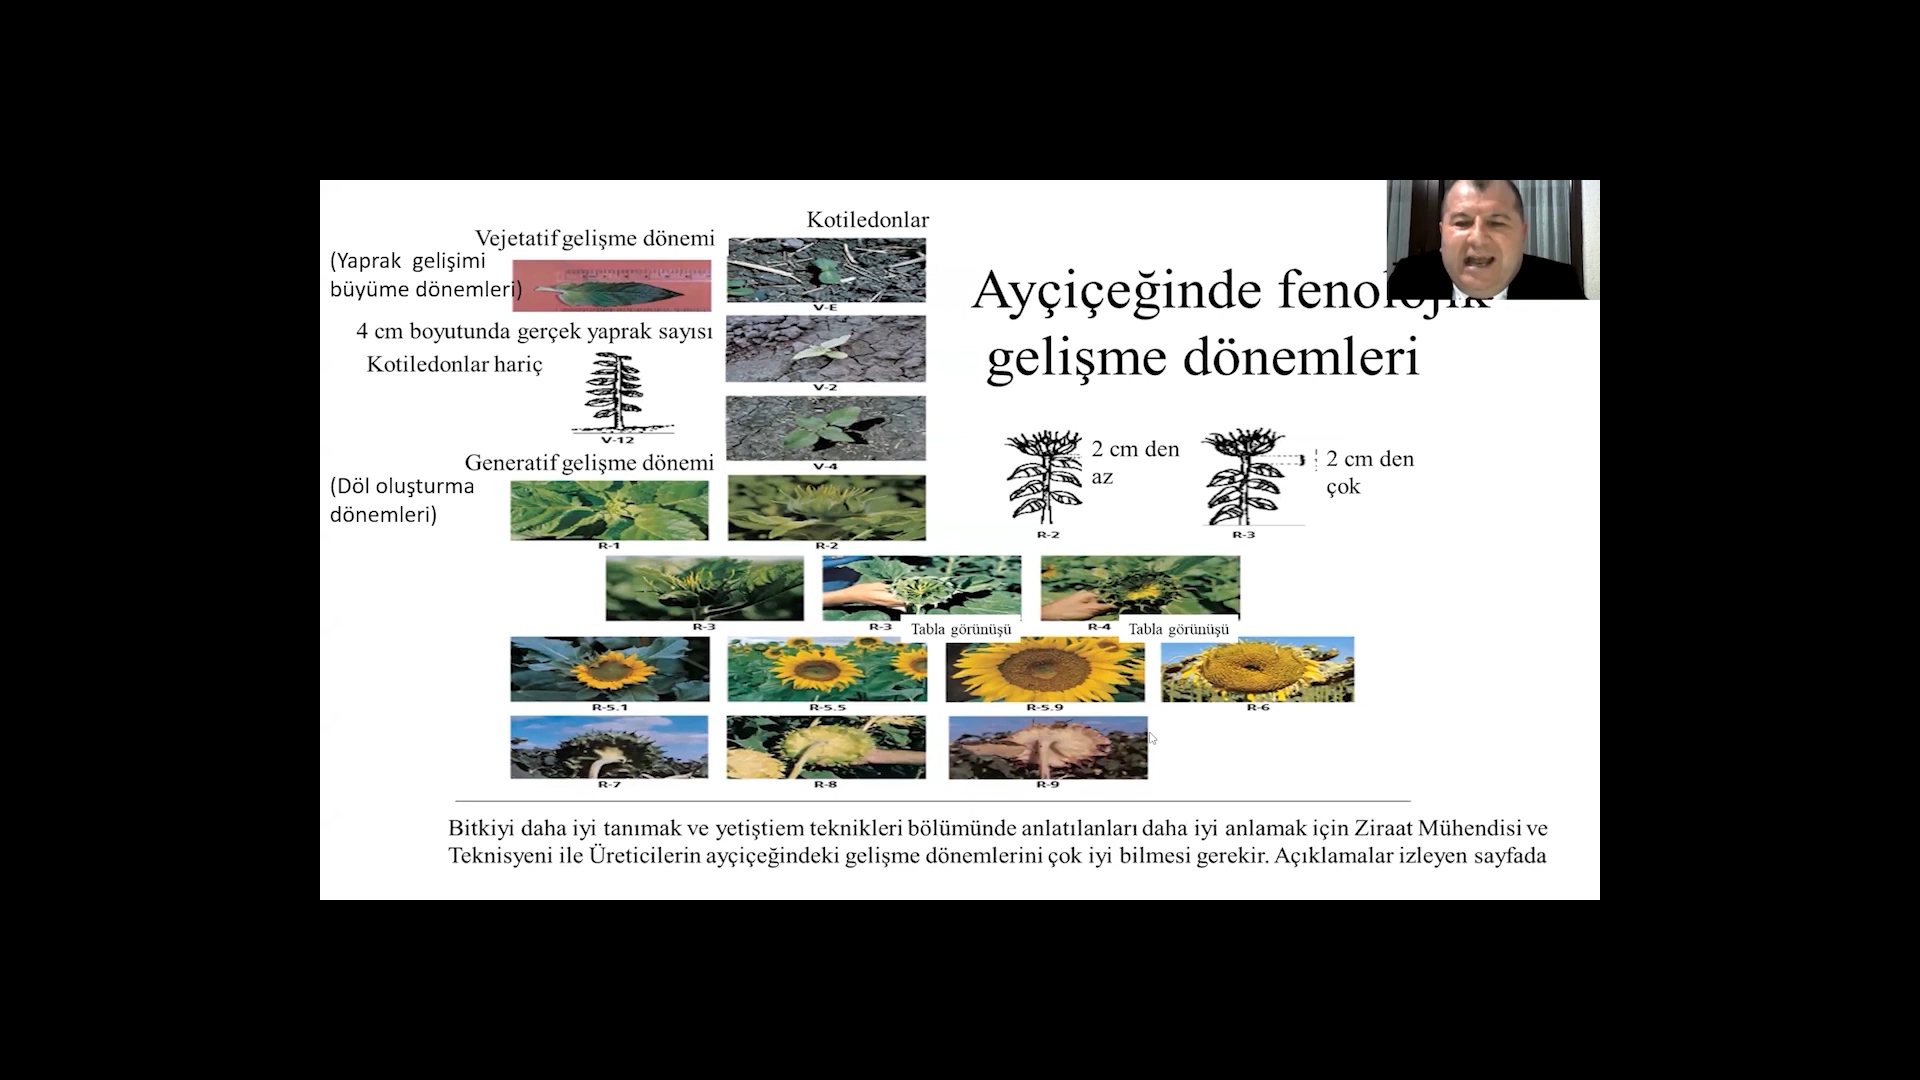 Kotiledonlar
Vejetatif gelişme dönemi
(Yaprak gelişimi
büyüme dönemleri)
V-E
4 cm boyutunda gerçek yaprak sayısı
Kotiledonlar hariç
V-12
V-2
V-4
Ayçiçeğinde fenolojik
gelişme dönemleri
2 cm den
az
R-2
2 cm den
çok
R-3
Generatif gelişme dönemi
(Döl oluşturma
dönemleri)
R-1
R-2
R-3
R-3
Tabla görünüşü
R-4
Tabla görünüşü
R-5.1
R-5.5
R-5.9
R-6
R-7
R-8
R-9
Bitkiyi daha iyi tanımak ve yetiştiem teknikleri bölümünde anlatılanları daha iyi anlamak için Ziraat Mühendisi ve
Teknisyeni ile Üreticilerin ayçiçeğindeki gelişme dönemlerini çok iyi bilmesi gerekir. Açıklamalar izleyen sayfada